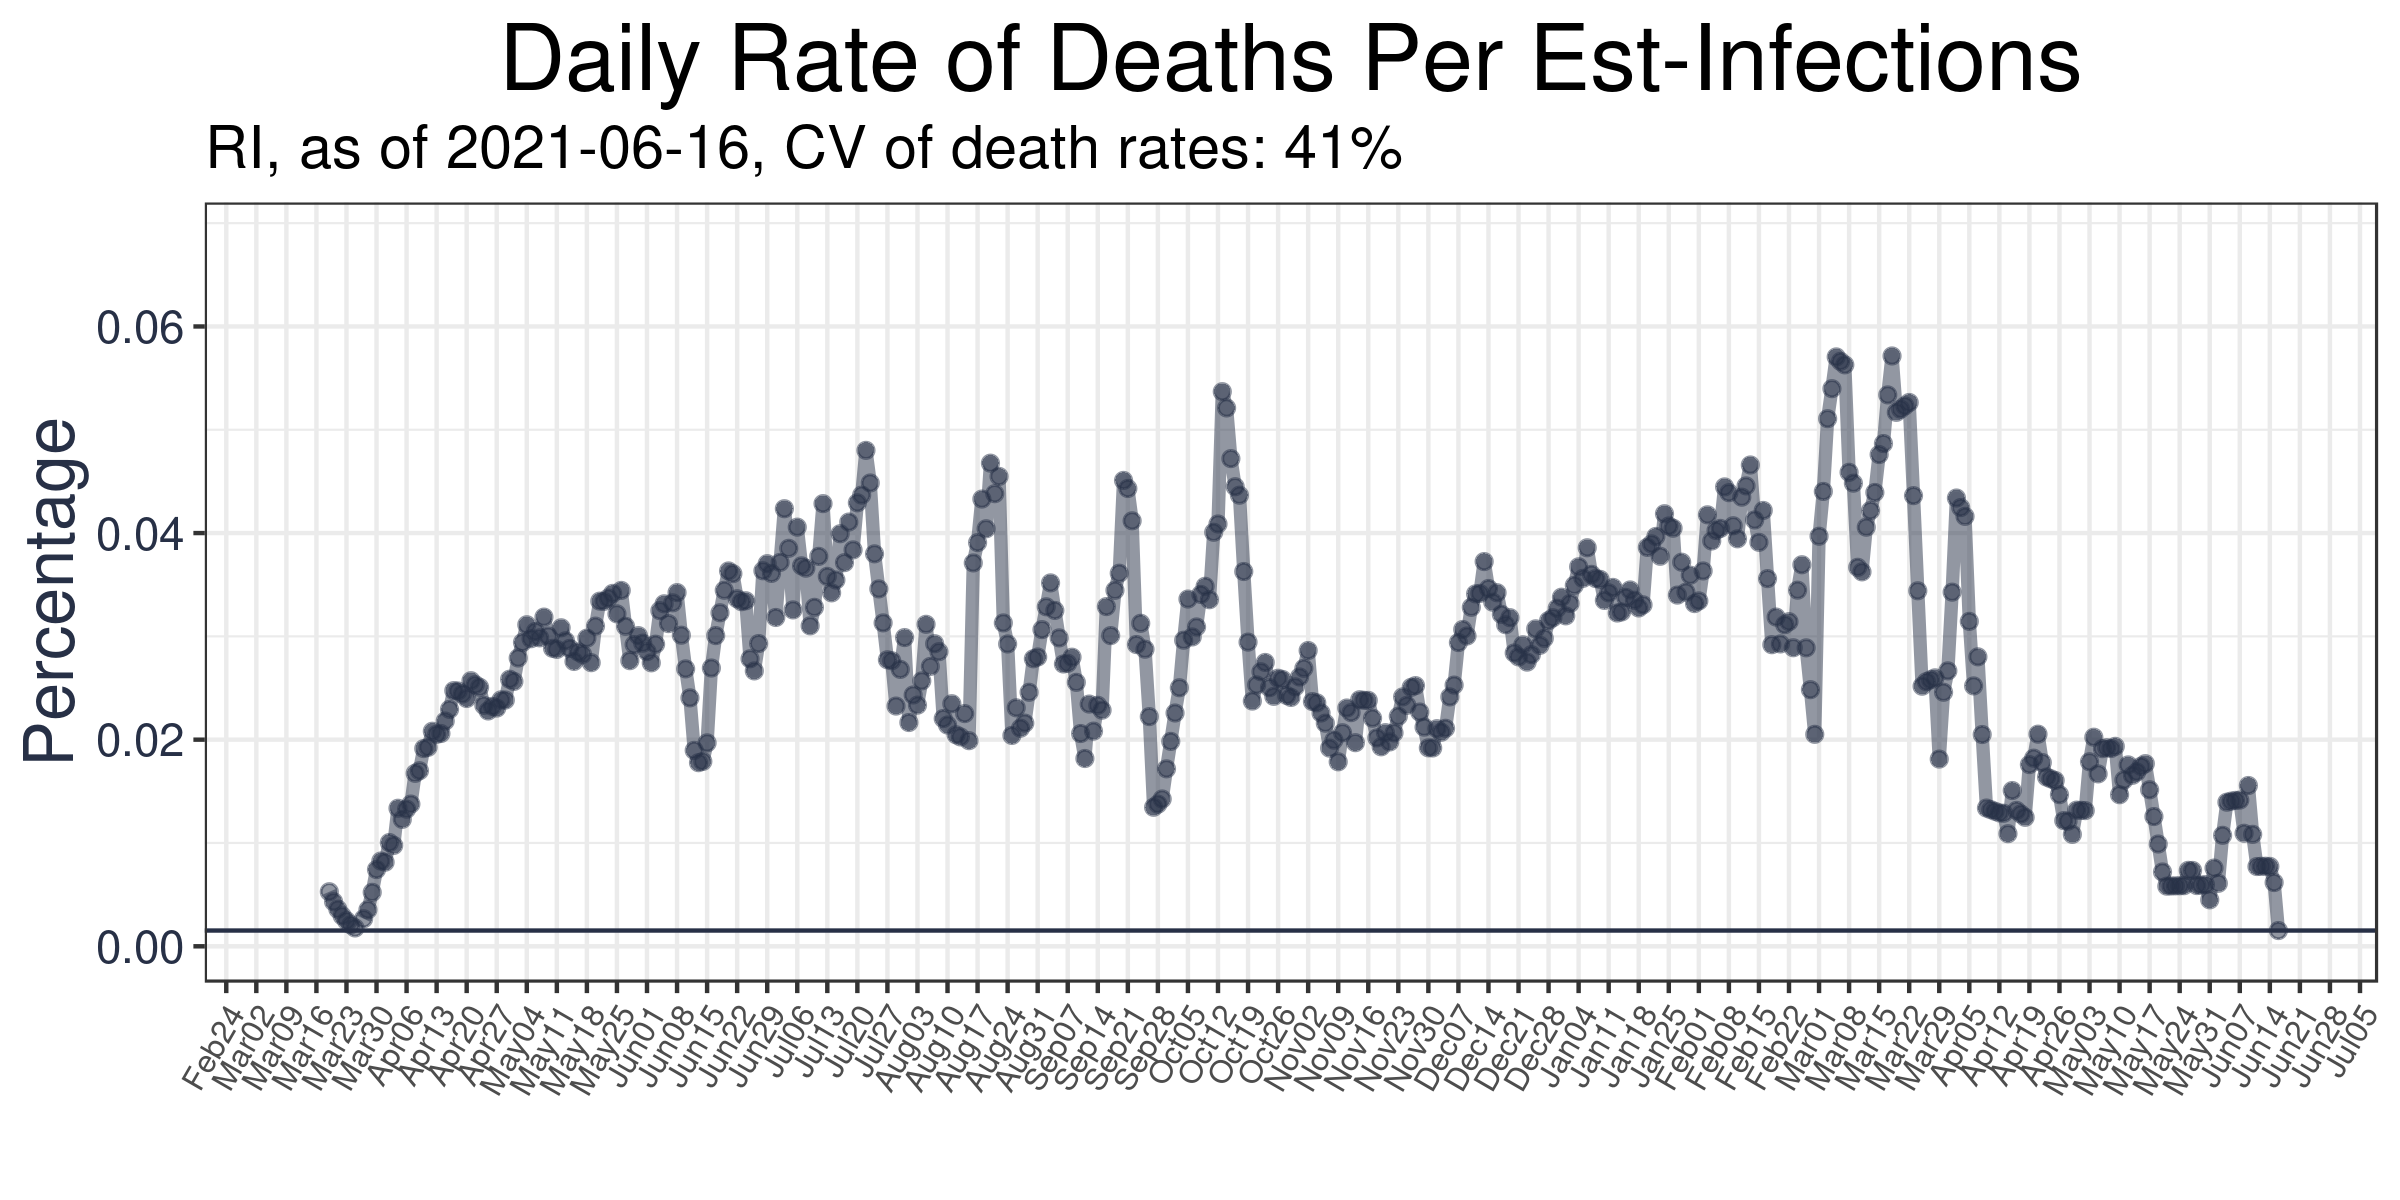 Daily Rate of Deaths Per Est-Infections
RI, as of 2021-06-16, CV of death rates: 41%
Percentage
0.06
0.04
0.02
0.00
Feb24
Mar02
Mar09
Mar16
Mar23
Mar30
Apr06
Apr13
Apr20
Apr27
May04
May11
May18
May25
Jun01
Jun08
Jun15
Jun22
Jun29
Jul06
Jul13
Jul20
Jul27
Aug03
Aug10
Aug17
Aug24
Aug31
Sep07
Sep14
Sep21
Sep28
Oct05
Oct12
Oct19
Oct26
Nov02
Nov09
Nov16
Nov23
Nov30
Dec07
Dec14
Dec21
Dec28
Jan04
Jan11
Jan18
Jan25
Feb01
Feb08
Feb15
Feb22
Mar01
Mar08
Mar15
Mar22
Mar29
Apr05
Apr12
Apr19
Apr26
May03
May10
May17
May24
May31
Jun07
Jun14
Jun21
Jun28
Jul05